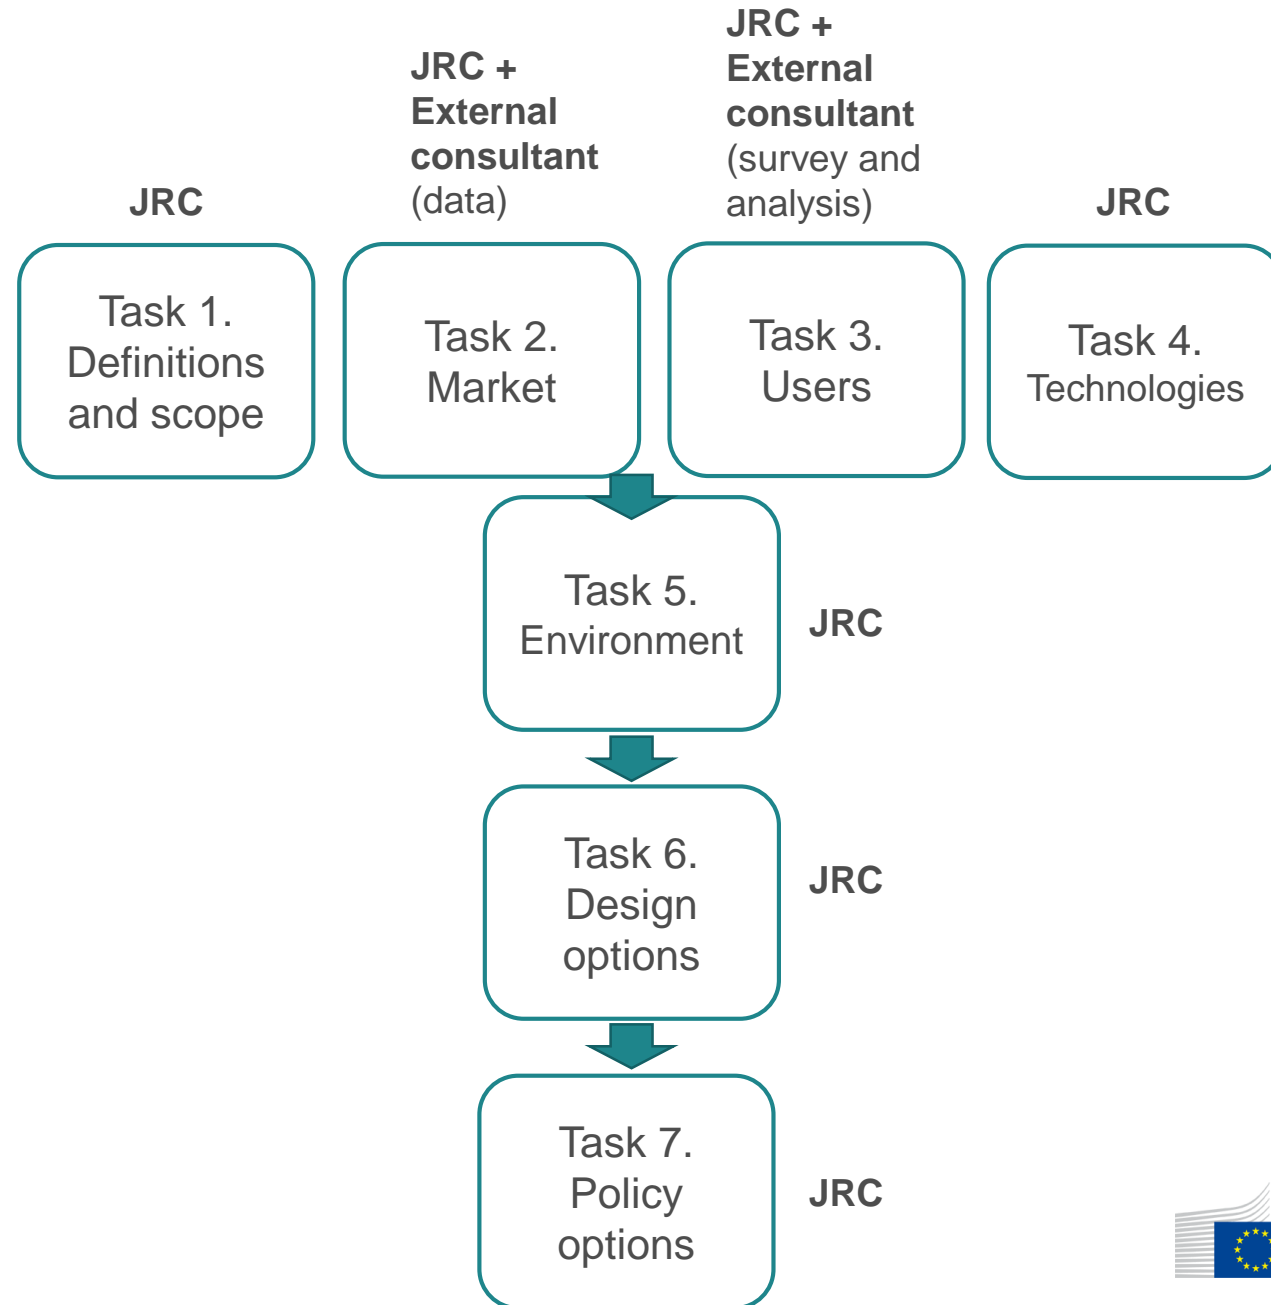 JRC
JRC +
External
consultant
(data)
JRC +
External
consultant
(survey and
analysis)
JRC
Task 1.
Definitions
and scope
Task 2.
Market
Task 3.
Users
Task 4.
Technologies
Task 5.
Environment
JRC
Task 6.
Design
options
JRC
Task 7.
Policy
options
JRC